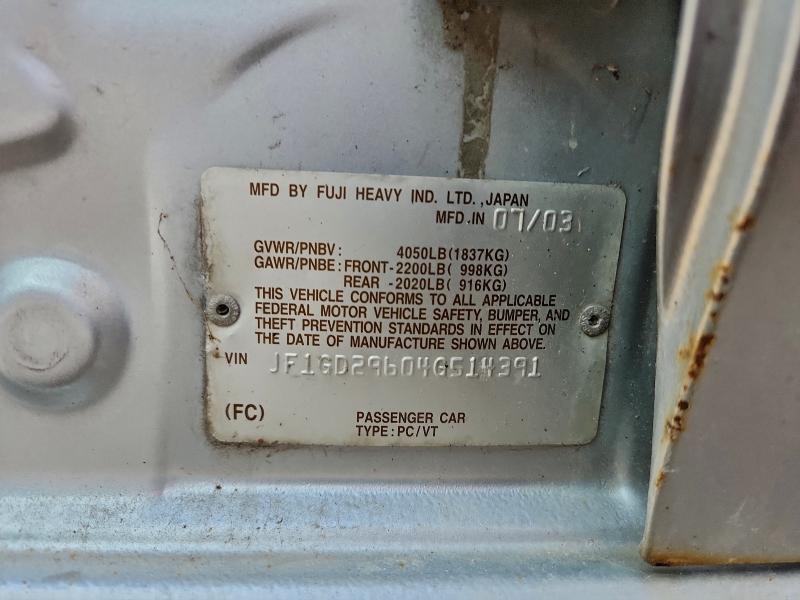 MFD BY FUJI HEAVY IND. LTD.,JAPAN
MFD.IN 07/03
GVWR/PNBV: 4050LB(1837KG)
GAWR/PNBE: FRONT-2200LB( 998KG)
REAR -2020LB( 916KG)
THIS VEHICLE CONFORMS TO ALL APPLICABLE
FEDERAL MOTOR VEHICLE SAFETY, BUMPER, AND
THEFT PREVENTION STANDARDS IN EFFECT ON
THE DATE OF MANUFACTURE SHOWN ABOVE.
VIN JF1GD29604G514391
(FC) PASSENGER CAR
TYPE:PC/VT